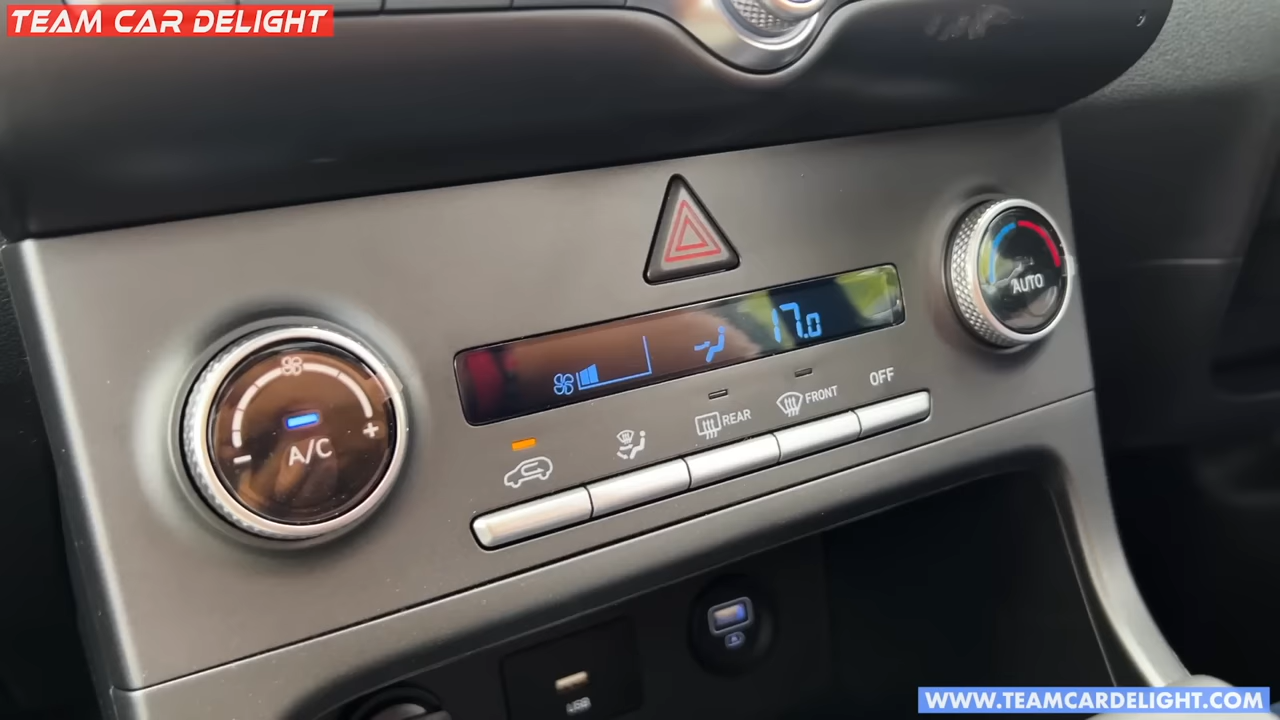 TEAM CAR DELIGHT
17.0
AUTO
A/C
REAR
FRONT
OFF
USB
WWW.TEAMCARDELIGHT.COM